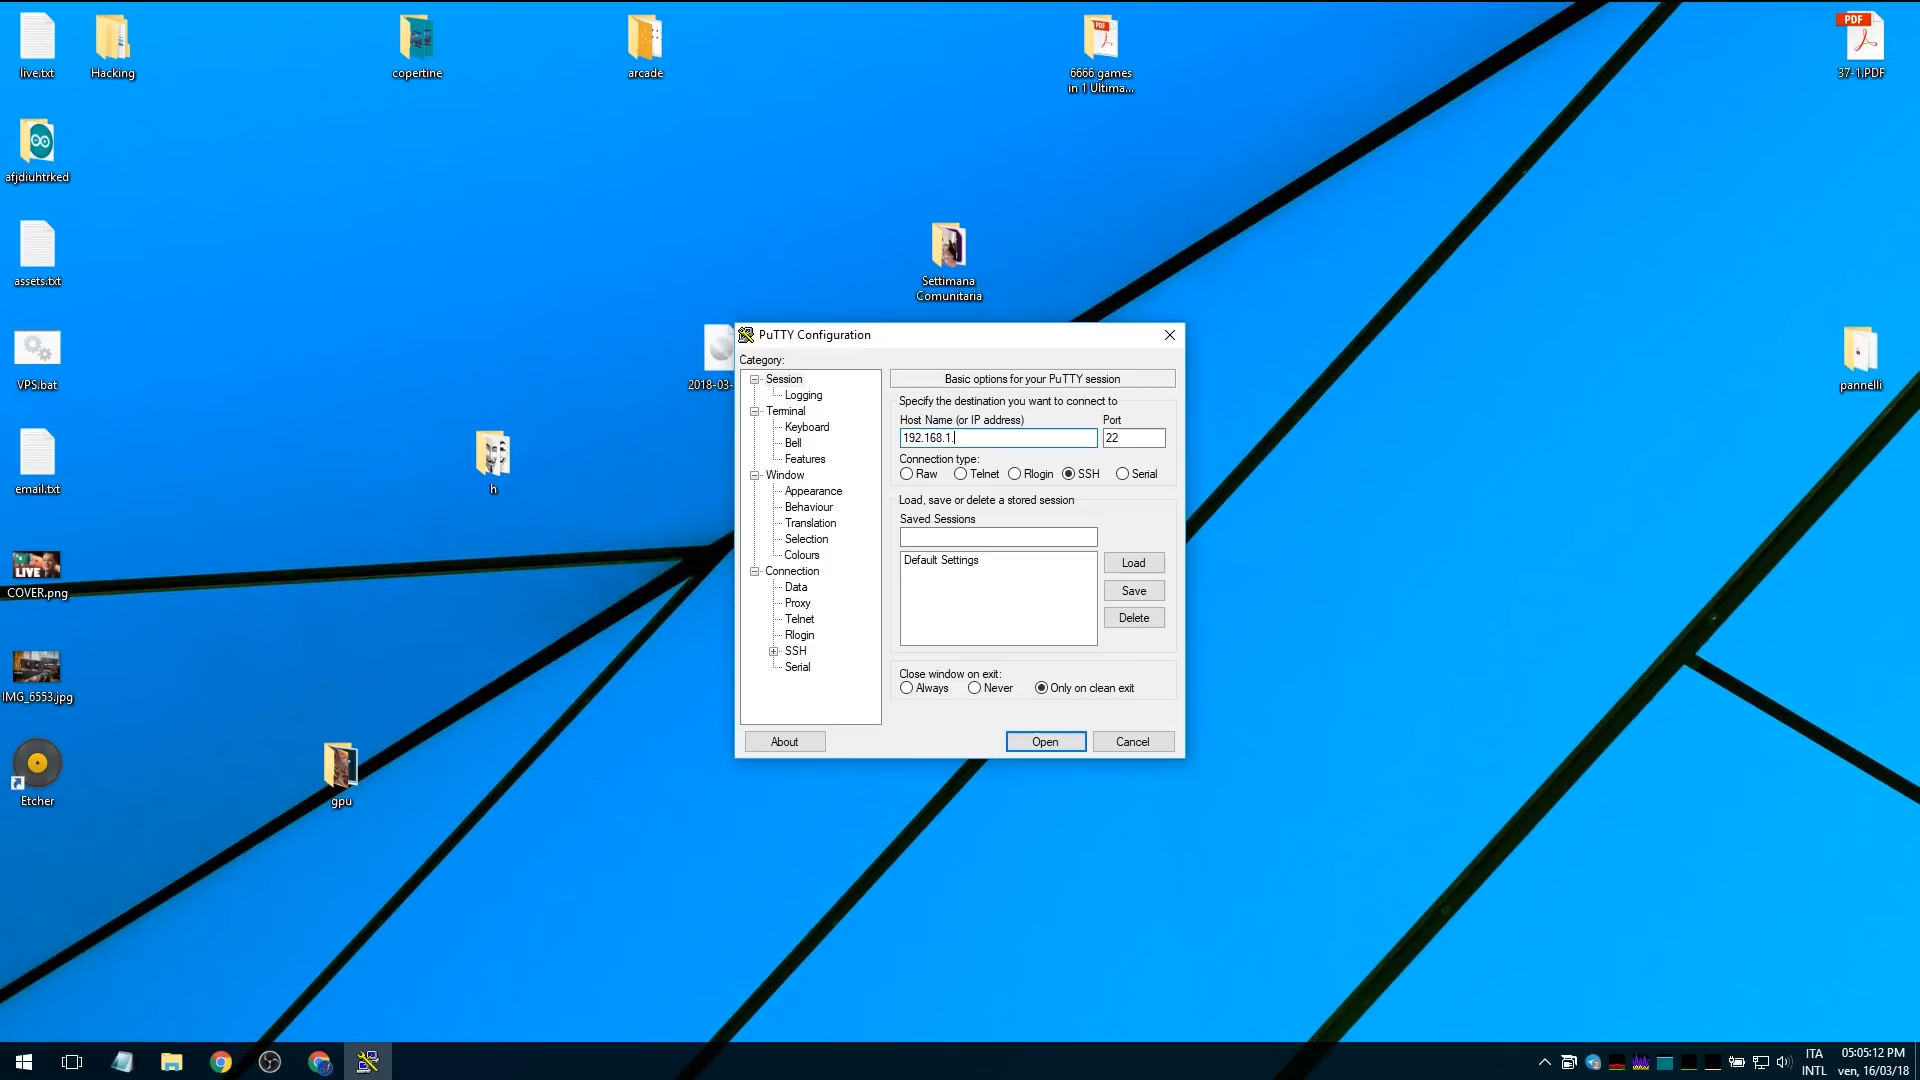 live.txt
Hacking
copertine
arcade
PDF
6666 games
in 1 Ultima...
PDF
37-1.PDF
afjdiuhtrked
assets.txt
Settimana
Comunitaria
VPS.bat
2018-03-
pannelli
email.txt
h
LIVE
COVER.png
IMG_6553.jpg
Etcher
gpu
PuTTY Configuration
Category:
Session
Logging
Terminal
Keyboard
Bell
Features
Window
Appearance
Behaviour
Translation
Selection
Colours
Connection
Data
Proxy
Telnet
Rlogin
SSH
Serial
Basic options for your PuTTY session
Specify the destination you want to connect to
Host Name (or IP address) Port
192.168.1. 22
Connection type:
Raw Telnet Rlogin SSH Serial
Load, save or delete a stored session
Saved Sessions
Default Settings
Load
Save
Delete
Close window on exit:
Always Never Only on clean exit
About Open Cancel
ITA 05:05:12 PM
INTL ven, 16/03/18